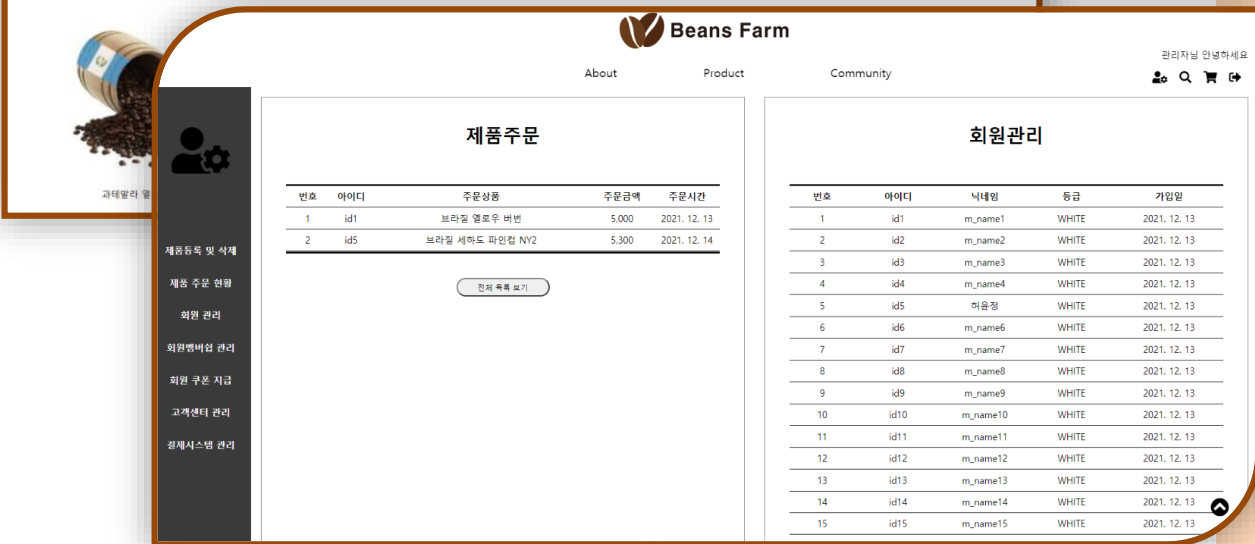 Beans Farm
관리자님 안녕하세요
About Product Community
과테말라
제품등록 및 삭제
제품 주문 현황
회원 관리
회원멤버쉽 관리
회원 쿠폰 지급
고객센터 관리
결제시스템 관리
제품주문
번호 아이디 주문상품 주문금액 주문시간
1 id1 브라질 옐로우 버번 5,000 2021. 12. 13
2 id5 브라질 세하도 파인컵 NY2 5,300 2021. 12. 14
전체 목록 보기
회원관리
번호 아이디 닉네임 등급 가입일
1 id1 m_name1 WHITE 2021. 12. 13
2 id2 m_name2 WHITE 2021. 12. 13
3 id3 m_name3 WHITE 2021. 12. 13
4 id4 m_name4 WHITE 2021. 12. 13
5 id5 허윤정 WHITE 2021. 12. 13
6 id6 m_name6 WHITE 2021. 12. 13
7 id7 m_name7 WHITE 2021. 12. 13
8 id8 m_name8 WHITE 2021. 12. 13
9 id9 m_name9 WHITE 2021. 12. 13
10 id10 m_name10 WHITE 2021. 12. 13
11 id11 m_name11 WHITE 2021. 12. 13
12 id12 m_name12 WHITE 2021. 12. 13
13 id13 m_name13 WHITE 2021. 12. 13
14 id14 m_name14 WHITE 2021. 12. 13
15 id15 m_name15 WHITE 2021. 12. 13